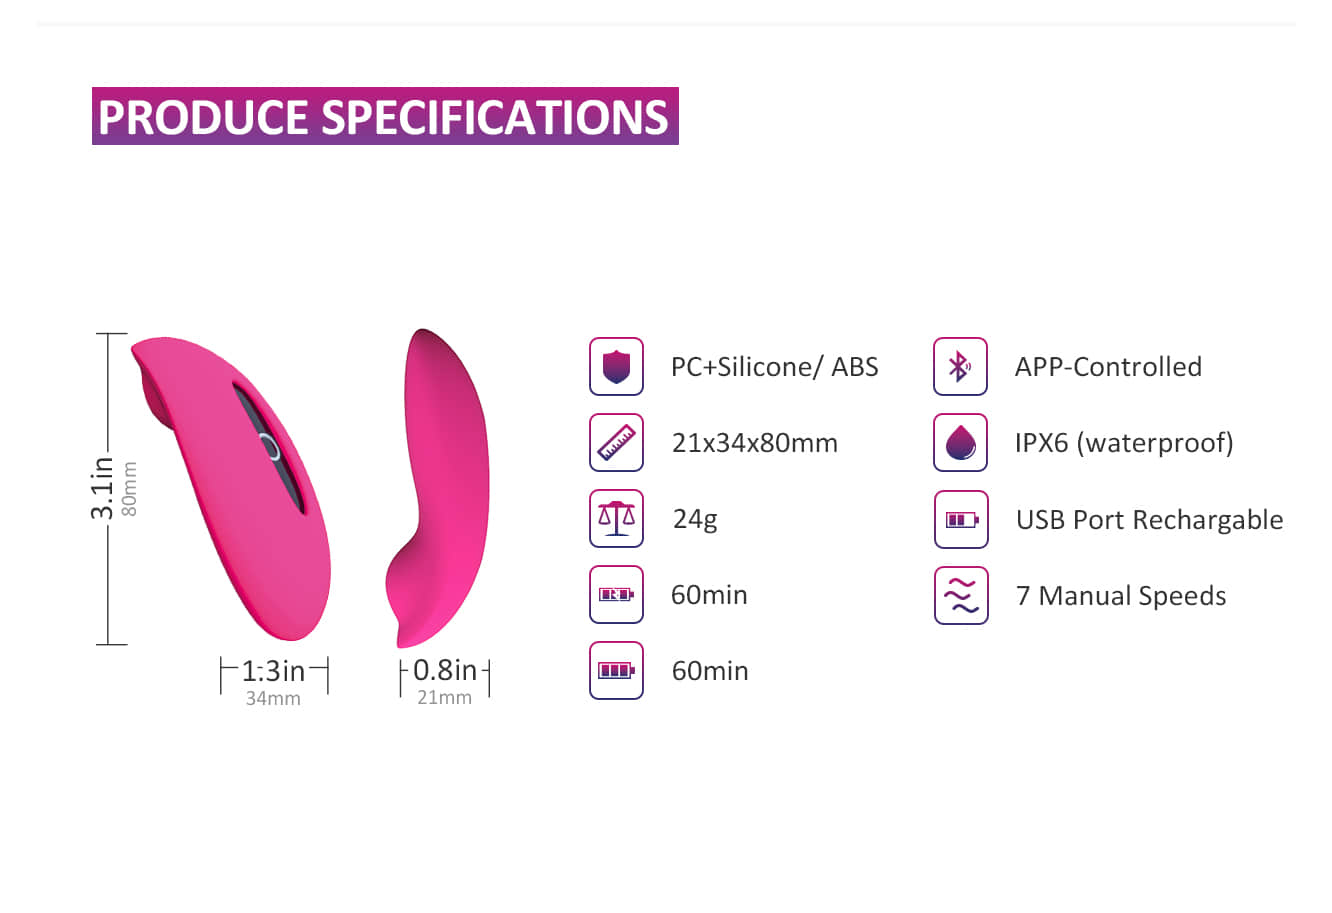 PRODUCE SPECIFICATIONS
3.1in
80mm
1.3in
34mm
0.8in
21mm
PC+Silicone/ ABS
21x34x80mm
24g
60min
60min
APP-Controlled
IPX6 (waterproof)
USB Port Rechargable
7 Manual Speeds